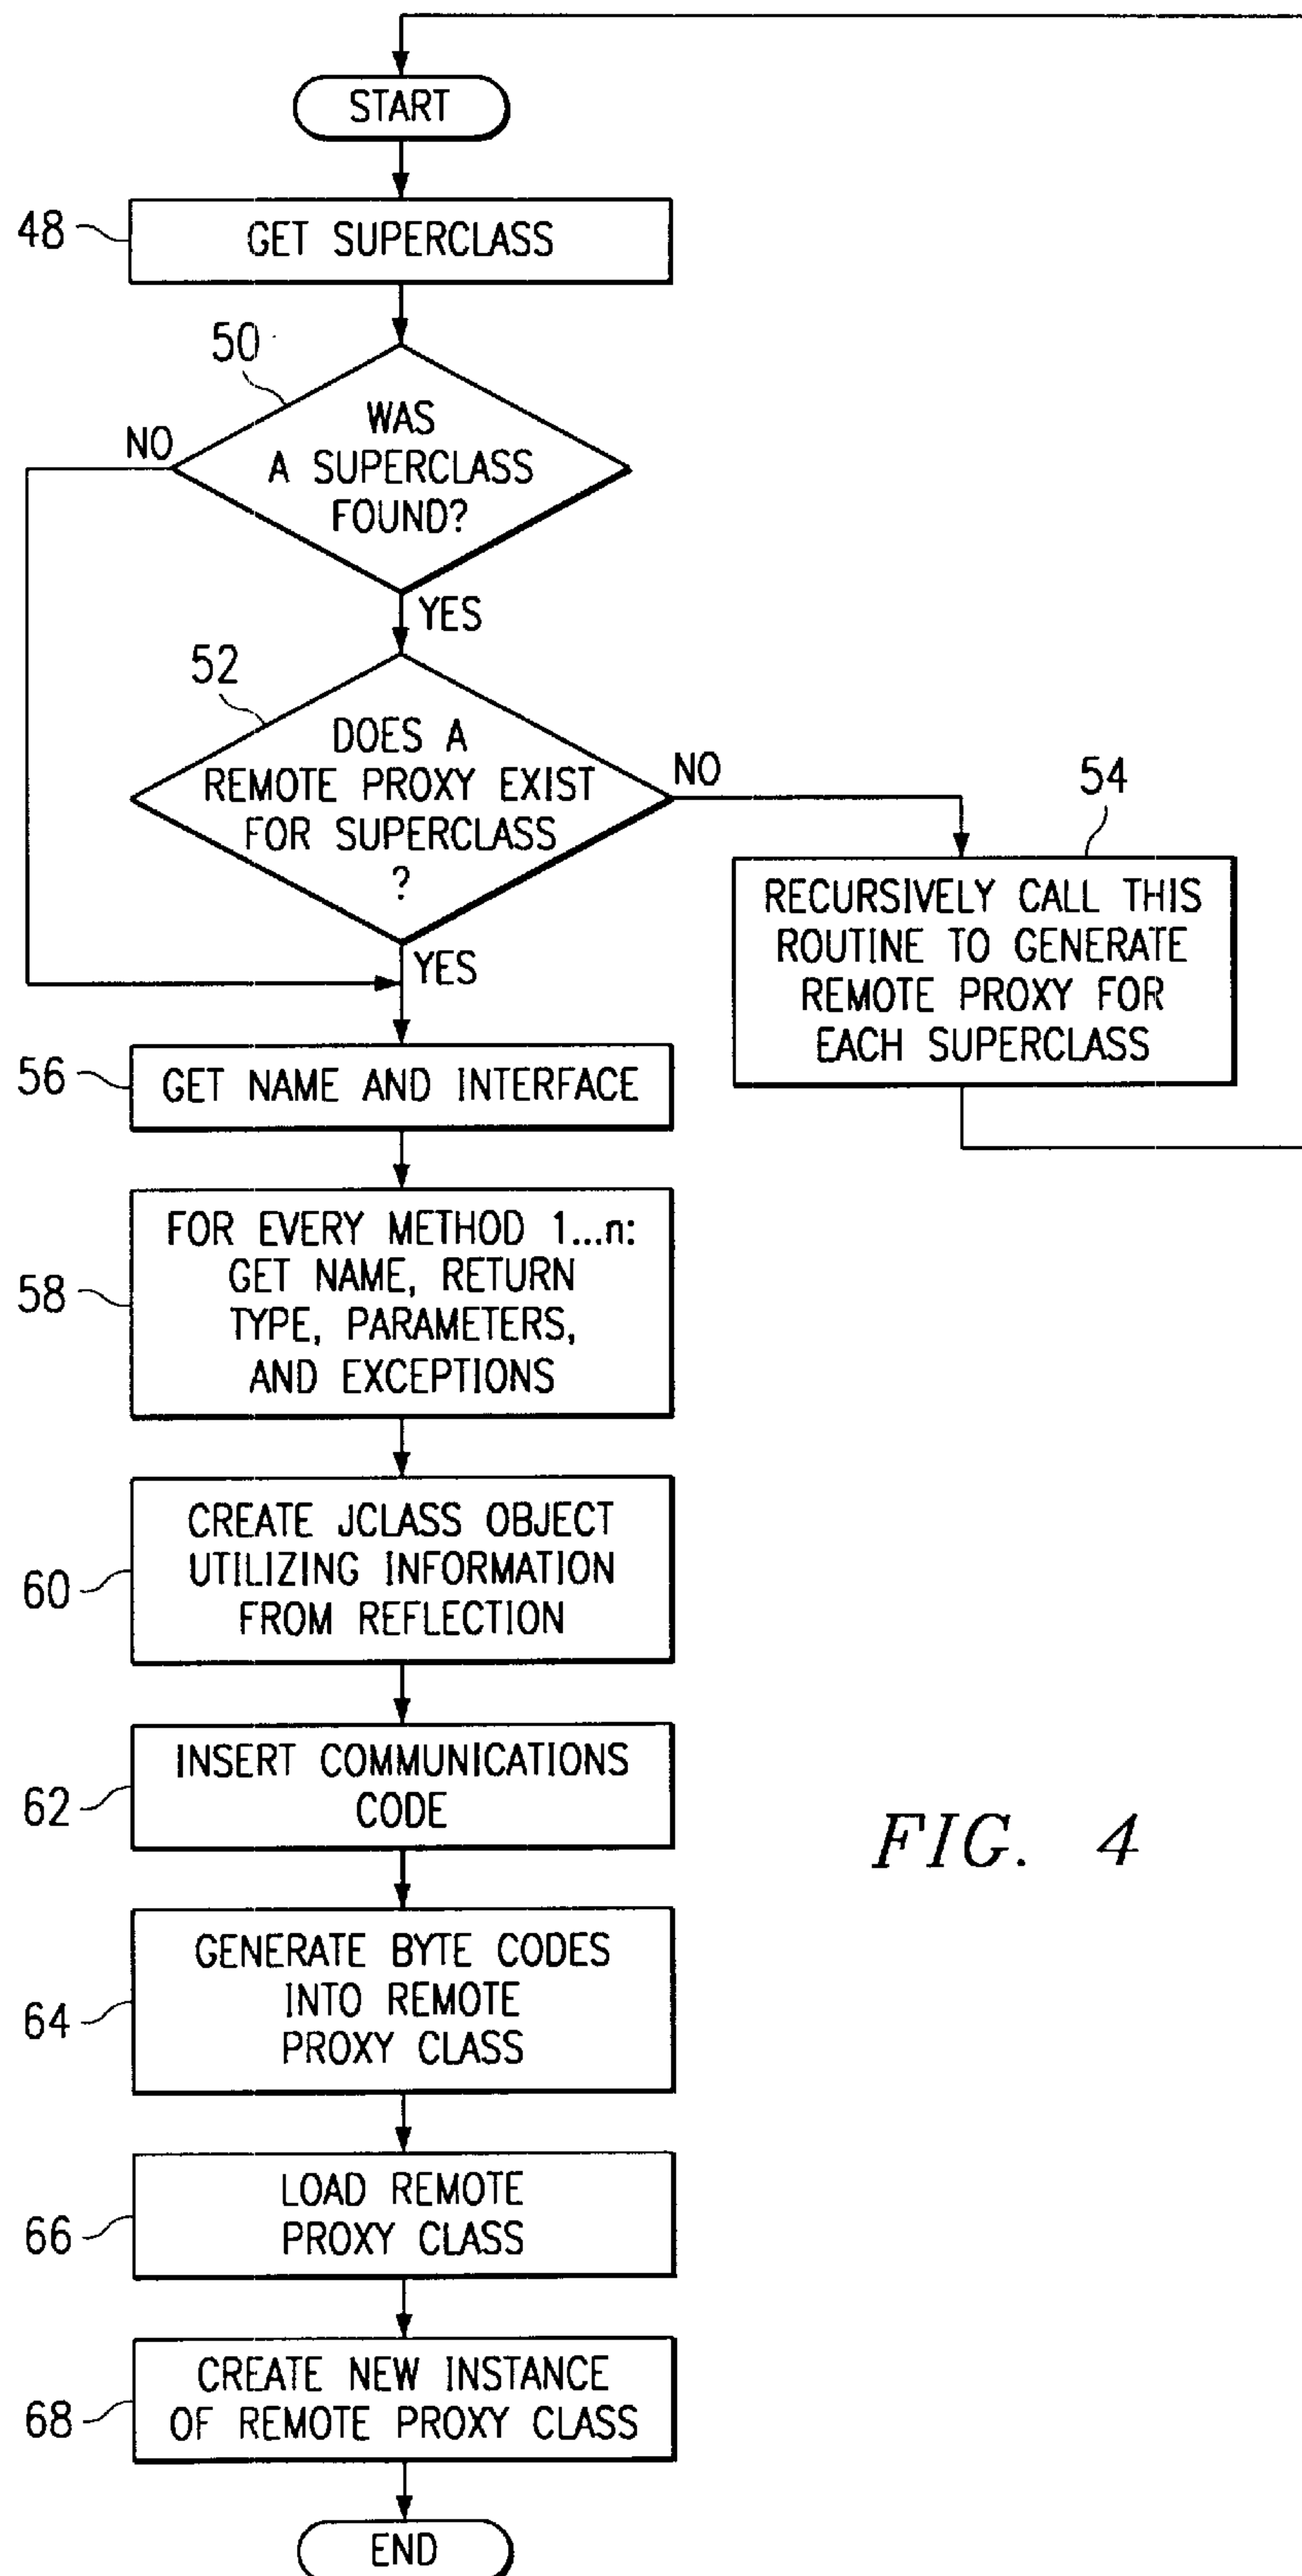 START
48
GET SUPERCLASS
50
WAS
A SUPERCLASS
FOUND?
NO
YES
52
DOES A
REMOTE PROXY EXIST
FOR SUPERCLASS
?
NO
YES
54
RECURSIVELY CALL THIS
ROUTINE TO GENERATE
REMOTE PROXY FOR
EACH SUPERCLASS
56
GET NAME AND INTERFACE
58
FOR EVERY METHOD 1...n:
GET NAME, RETURN
TYPE, PARAMETERS,
AND EXCEPTIONS
60
CREATE JCLASS OBJECT
UTILIZING INFORMATION
FROM REFLECTION
62
INSERT COMMUNICATIONS
CODE
64
GENERATE BYTE CODES
INTO REMOTE
PROXY CLASS
66
LOAD REMOTE
PROXY CLASS
68
CREATE NEW INSTANCE
OF REMOTE PROXY CLASS
END
FIG. 4